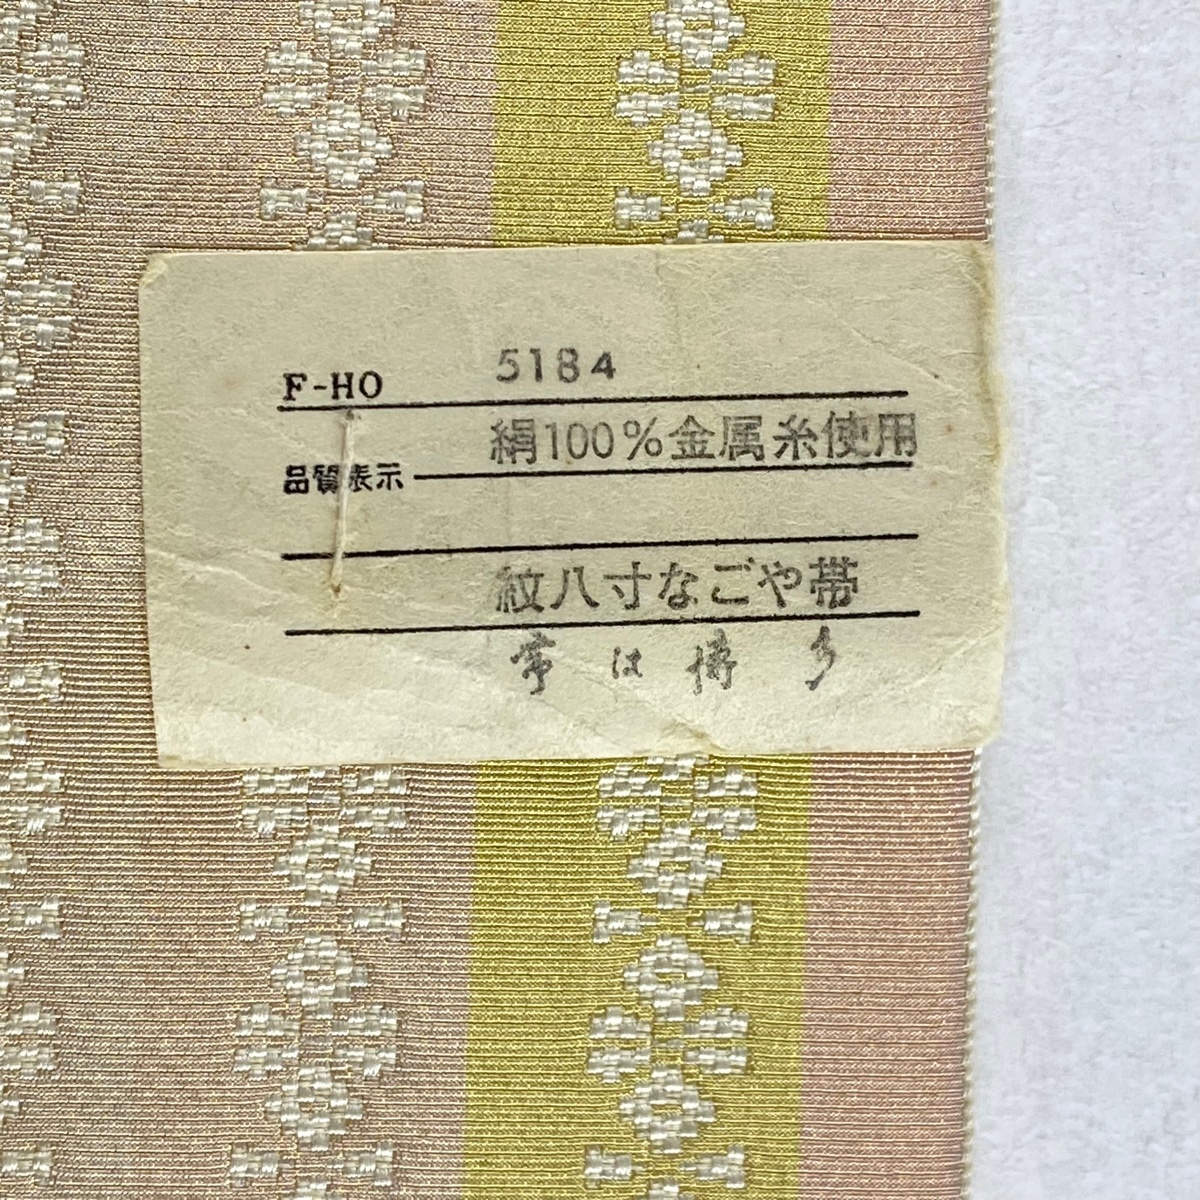 F-HO 5184
絹100%金属糸使用
品質表示
紋八寸なごや帯
帯は博多